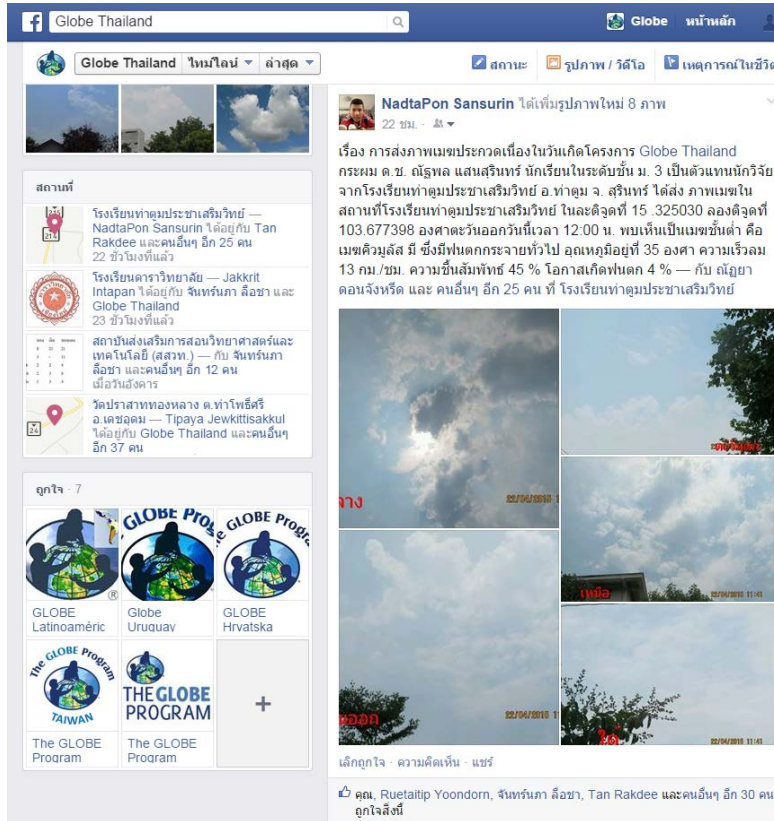 Globe Thailand
Globe หน้าหลัก
Globe Thailand ไทม์ไลน์ ล่าสุด
สถานะ รูปภาพ / วิดีโอ เหตุการณ์ในชีวิต
สถานที่
โรงเรียนท่าตูมประชาเสริมวิทย์ —
NadtaPon Sansurin ได้อยู่กับ Tan
Rakdee และคนอื่นๆ อีก 25 คน
22 ชั่วโมงที่แล้ว
โรงเรียนดาราวิทยาลัย — Jakkrit
Intapan ได้อยู่กับ จันทร์นภา ลือชา และ
Globe Thailand
23 ชั่วโมงที่แล้ว
สถาบันส่งเสริมการสอนวิทยาศาสตร์และ
เทคโนโลยี (สสวท.) — กับ จันทร์นภา
ลือชา และคนอื่นๆ อีก 12 คน
เมื่อวันอังคาร
วัดปราสาททองหลาง ต.ท่าโพธิ์ศรี
อ.เดชอุดม — Tipaya Jewkittisakkul
ได้อยู่กับ Globe Thailand และคนอื่นๆ
อีก 37 คน
ถูกใจ · 7
GLOBE Latinoaméric
Globe Uruguay
GLOBE Hrvatska
The GLOBE Program TAIWAN
THE GLOBE PROGRAM
The GLOBE Program
The GLOBE Program
NadtaPon Sansurin ได้เพิ่มรูปภาพใหม่ 8 ภาพ
22 ชม.
เรื่อง การส่งภาพเมฆประกวดเนื่องในวันเกิดโครงการ Globe Thailand
กระผม ด.ช. ณัฐพล แสนสุรินทร์ นักเรียนในระดับชั้น ม. 3 เป็นตัวแทนนักวิจัย
จากโรงเรียนท่าตูมประชาเสริมวิทย์ อ.ท่าตูม จ. สุรินทร์ ได้ส่ง ภาพเมฆใน
สถานที่โรงเรียนท่าตูมประชาเสริมวิทย์ ในละติจูดที่ 15 .325030 ลองติจูดที่
103.677398 องศาตะวันออกวันนี้เวลา 12:00 น. พบเห็นเป็นเมฆชั้นต่ำ คือ
เมฆคิวมูลัส มี ซึ่งมีฝนตกกระจายทั่วไป อุณหภูมิอยู่ที่ 35 องศา ความเร็วลม
13 กม./ชม. ความชื้นสัมพัทธ์ 45 % โอกาสเกิดฝนตก 4 % — กับ ณัฏยา
ดอนจังหรีด และ คนอื่นๆ อีก 25 คน ที่ โรงเรียนท่าตูมประชาเสริมวิทย์
เหนือ
ใต้
เลิกถูกใจ · ความคิดเห็น · แชร์
คุณ, Ruetaitip Yoondorn, จันทร์นภา ลือชา, Tan Rakdee และคนอื่นๆ อีก 30 คน
ถูกใจสิ่งนี้